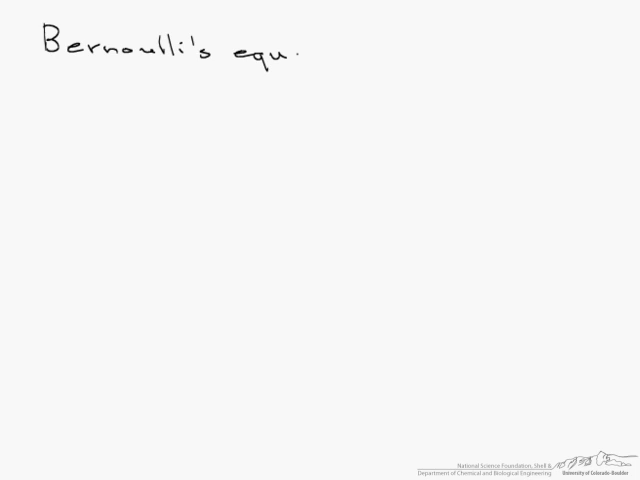 Bernoulli's equ.
National Science Foundation, Shell &
Department of Chemical and Biological Engineering
University of Colorado-Boulder